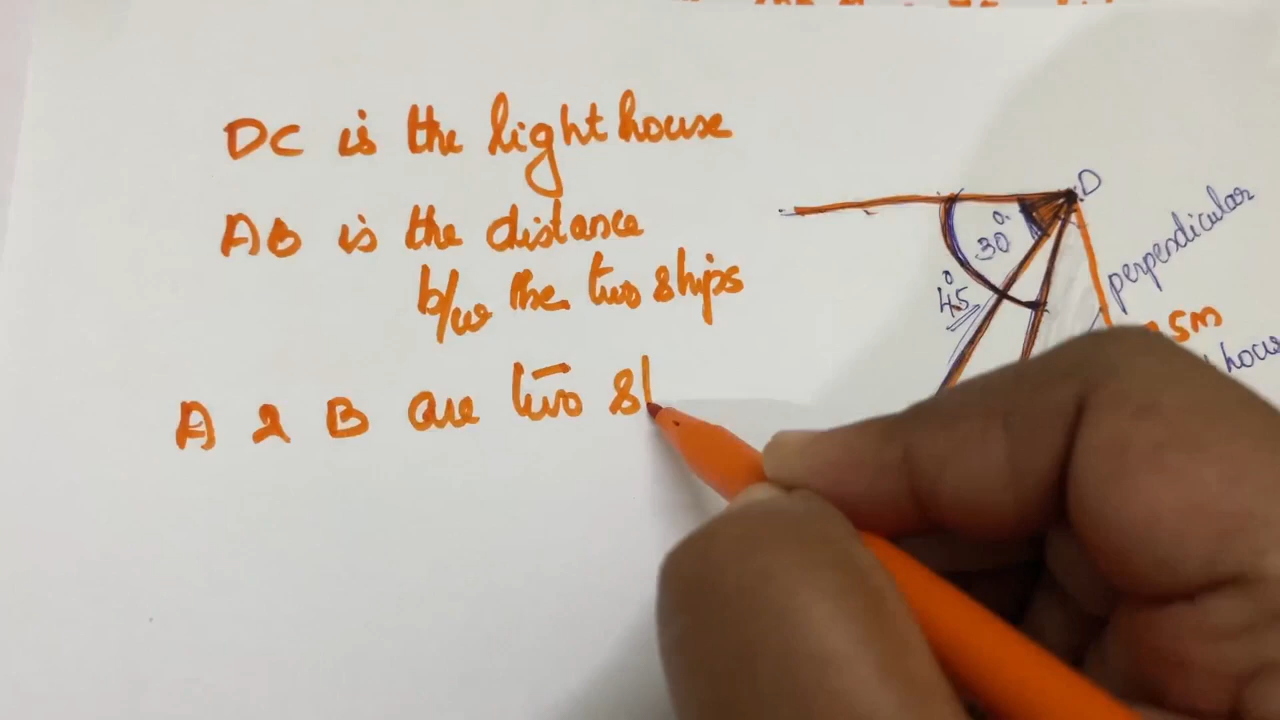 DC is the light house
AB is the distance
b/w the two ships
A & B are two s
D
30°
45°
perpendicular
5m